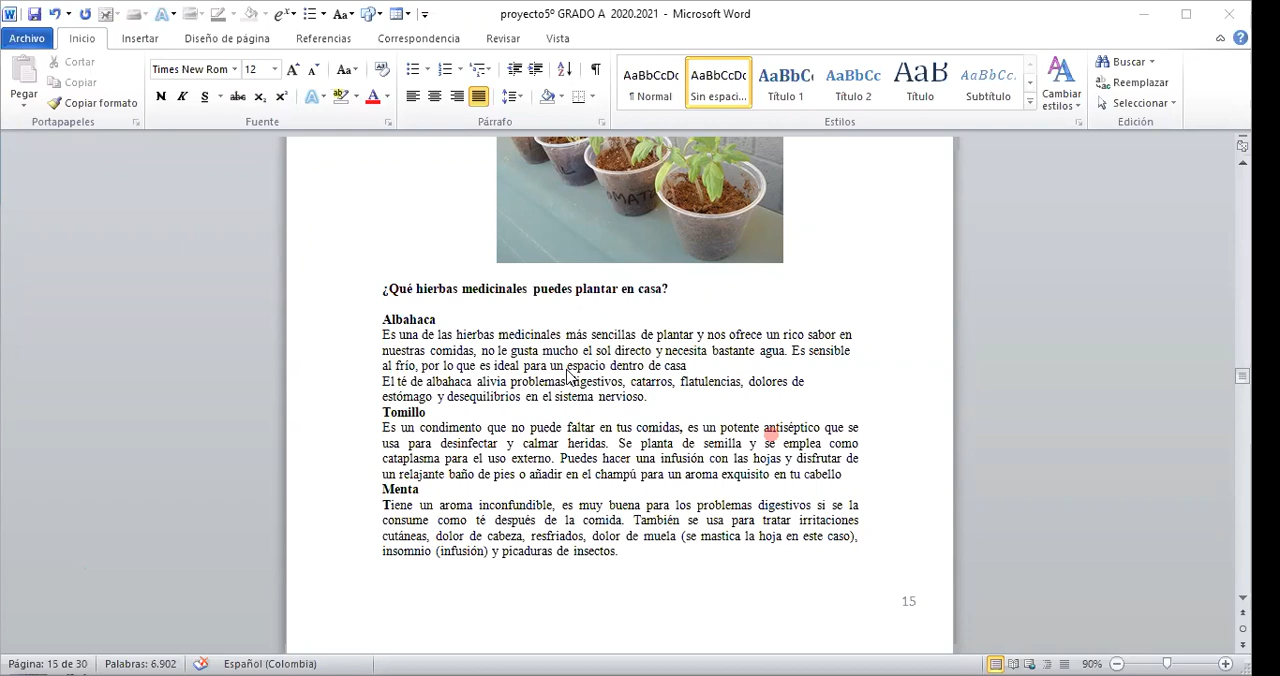 proyecto5º GRADO A  2020.2021  -  Microsoft Word
Archivo Inicio Insertar Diseño de página Referencias Correspondencia Revisar Vista
Pegar
Cortar
Copiar
Copiar formato
Portapapeles
Times New Rom 12
Fuente
Párrafo
AaBbCcDc
¶ Normal
AaBbCcDc
Sin espaci...
AaBbC
Título 1
AaBbCc
Título 2
AaB
Título
AaBbCc.
Subtítulo
Estilos
Cambiar
estilos
Buscar
Reemplazar
Seleccionar
Edición
¿Qué hierbas medicinales puedes plantar en casa?
Albahaca
Es una de las hierbas medicinales más sencillas de plantar y nos ofrece un rico sabor en
nuestras comidas, no le gusta mucho el sol directo y necesita bastante agua. Es sensible
al frío, por lo que es ideal para un espacio dentro de casa
El té de albahaca alivia problemas digestivos, catarros, flatulencias, dolores de
estómago y desequilibrios en el sistema nervioso.
Tomillo
Es un condimento que no puede faltar en tus comidas, es un potente antiséptico que se
usa para desinfectar y calmar heridas. Se planta de semilla y se emplea como
cataplasma para el uso externo. Puedes hacer una infusión con las hojas y disfrutar de
un relajante baño de pies o añadir en el champú para un aroma exquisito en tu cabello
Menta
Tiene un aroma inconfundible, es muy buena para los problemas digestivos si se la
consume como té después de la comida. También se usa para tratar irritaciones
cutáneas, dolor de cabeza, resfriados, dolor de muela (se mastica la hoja en este caso),
insomnio (infusión) y picaduras de insectos.
15
Página: 15 de 30 Palabras: 6.902 Español (Colombia) 90%